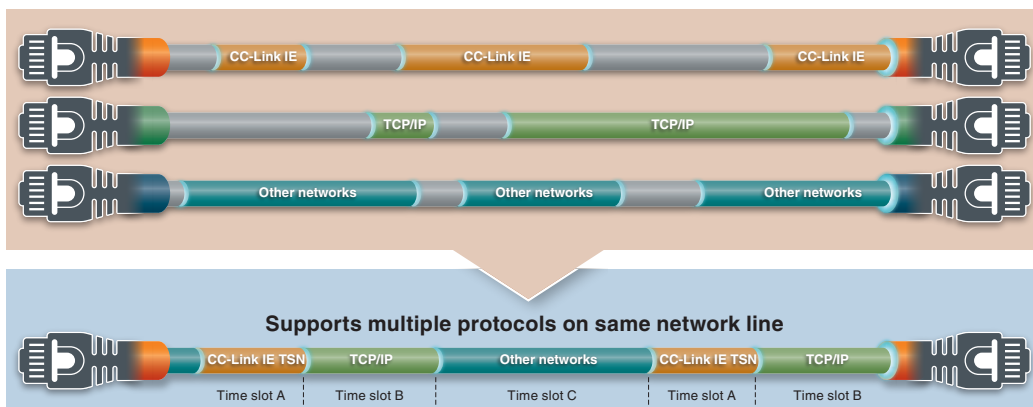 CC-Link IE CC-Link IE CC-Link IE
TCP/IP TCP/IP
Other networks Other networks Other networks
Supports multiple protocols on same network line
CC-Link IE TSN TCP/IP Other networks CC-Link IE TSN TCP/IP
Time slot A Time slot B Time slot C Time slot A Time slot B